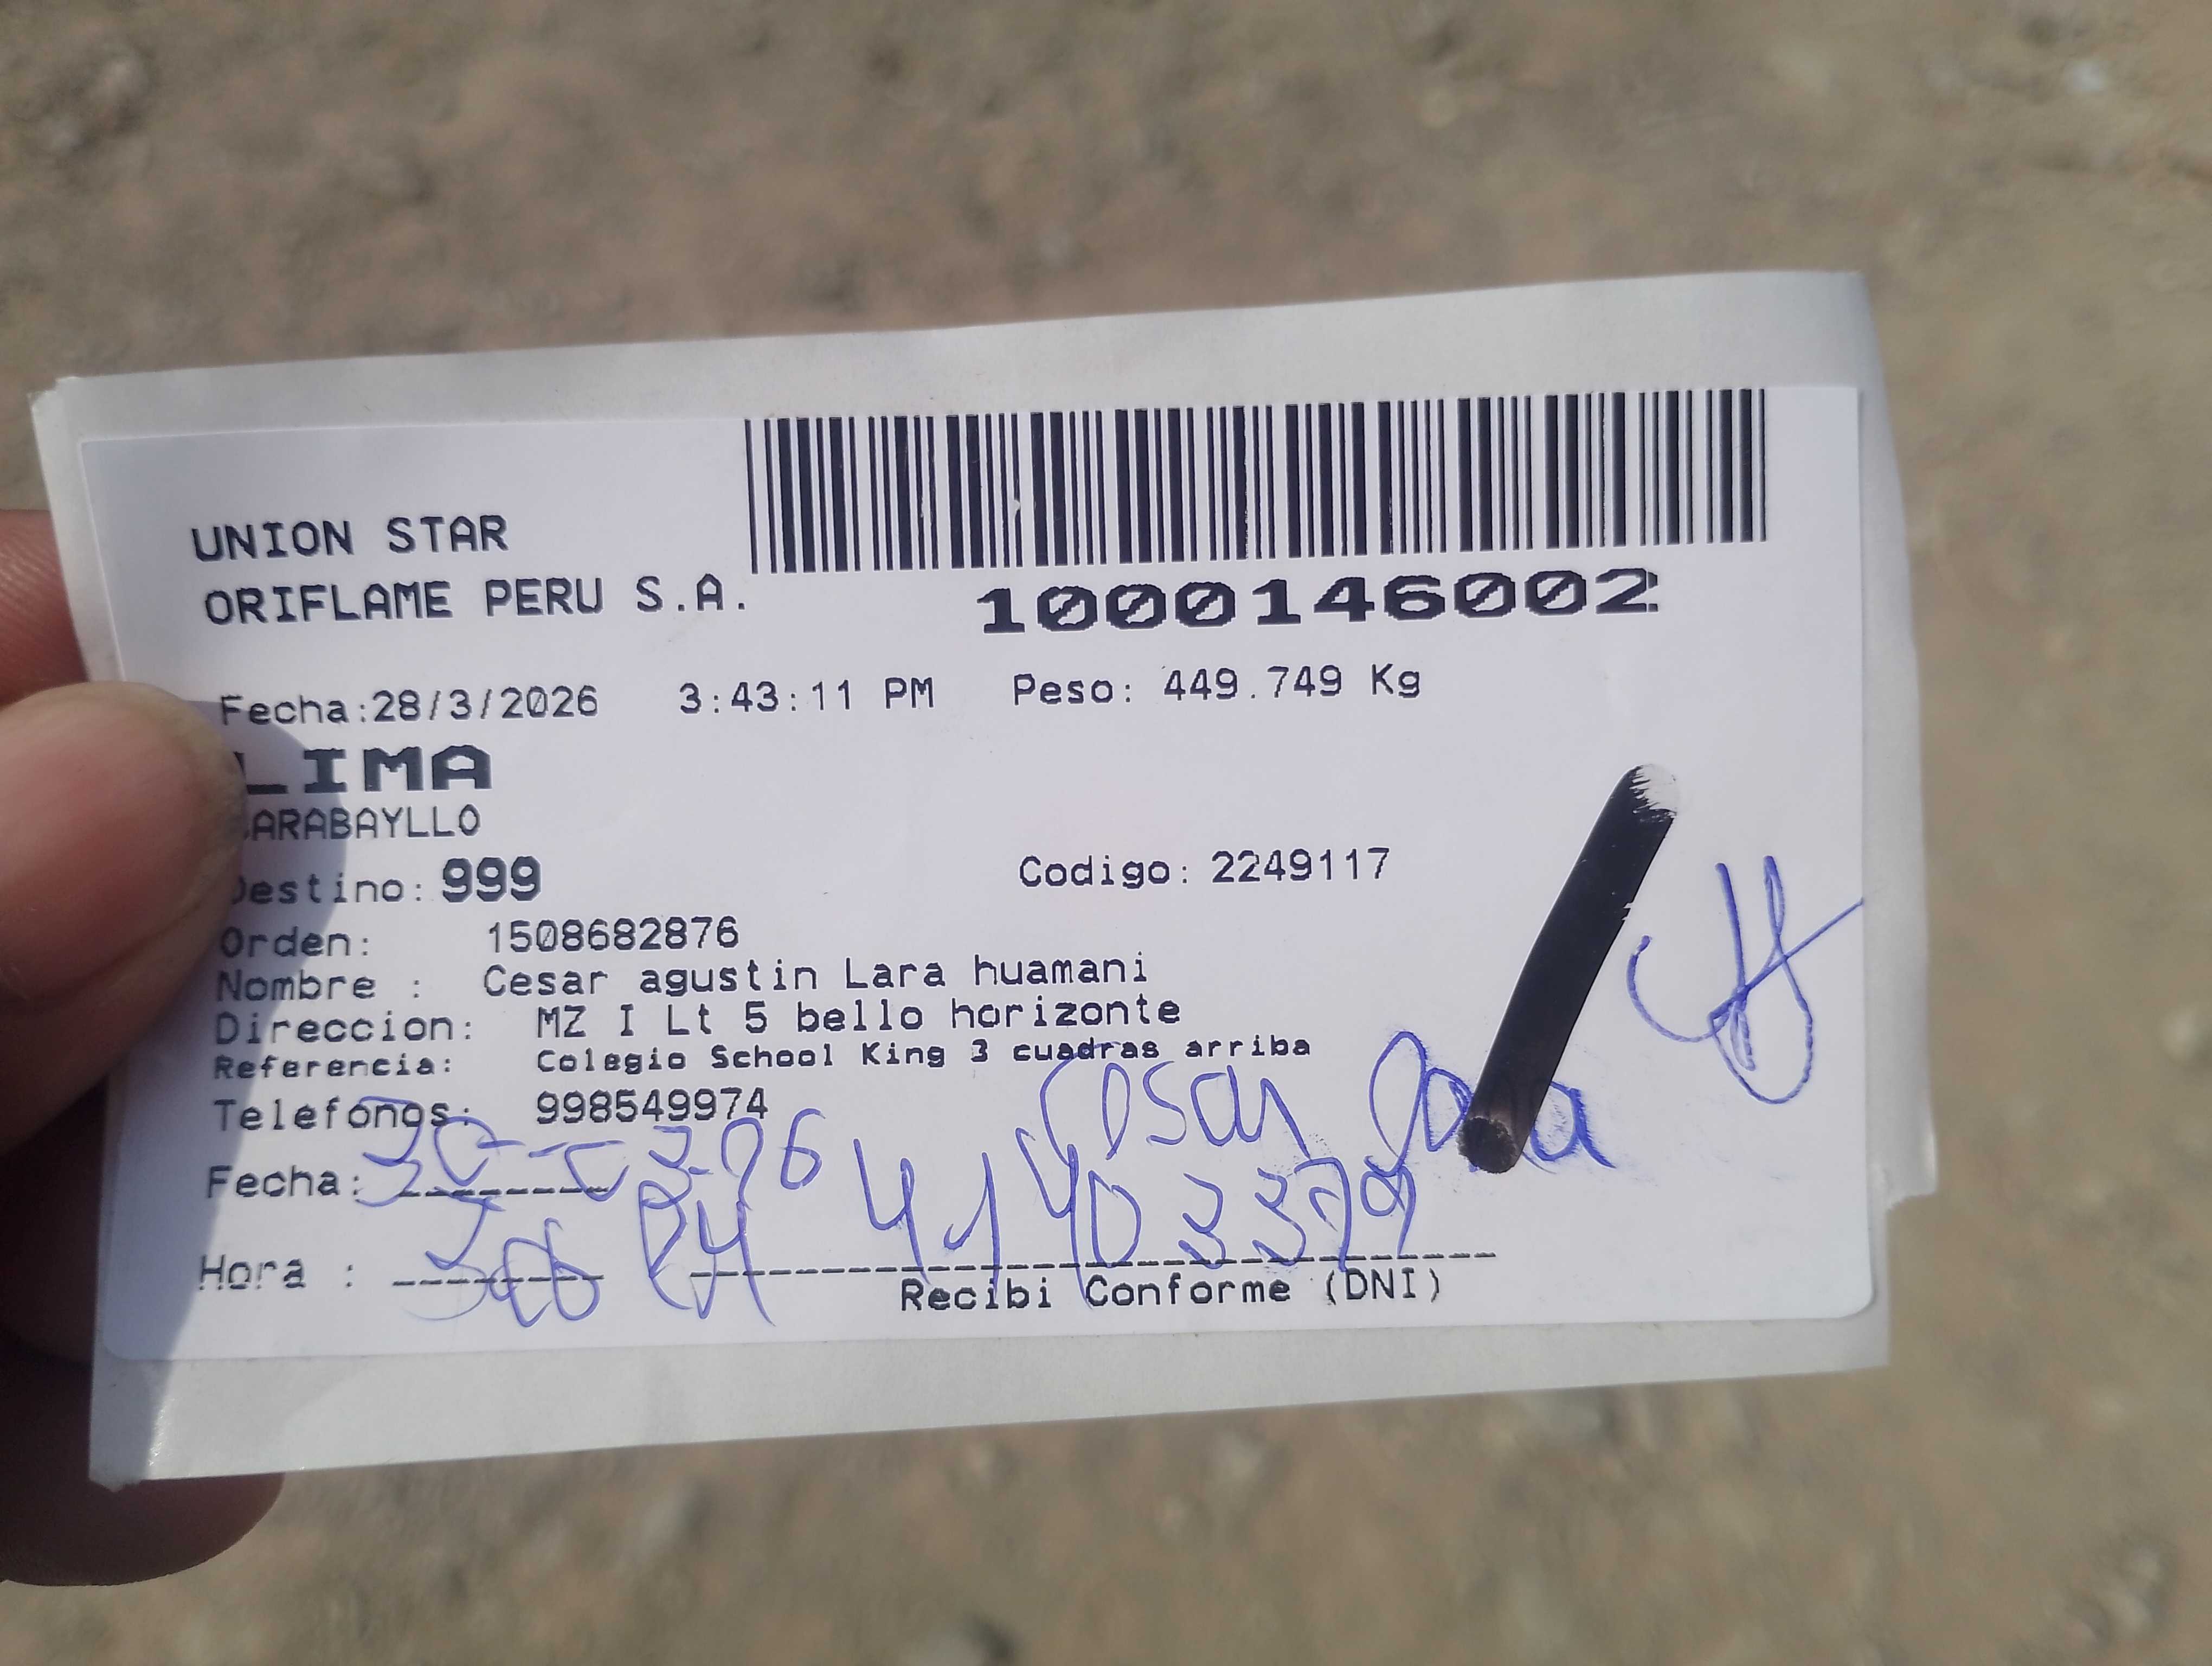 UNION STAR
ORIFLAME PERU S.A.
1000146002
Fecha:28/3/2026 3:43:11 PM Peso: 449.749 Kg
LIMA
ARABAYLLO
Destino: 999 Codigo: 2249117
Orden: 1508682876
Nombre : Cesar agustin Lara huamani
Direccion: MZ I Lt 5 bello horizonte
Referencia: Colegio School King 3 cuadras arriba
Telefonos: 998549974
Cesar
Fecha:
Hora :
Recibi Conforme (DNI)